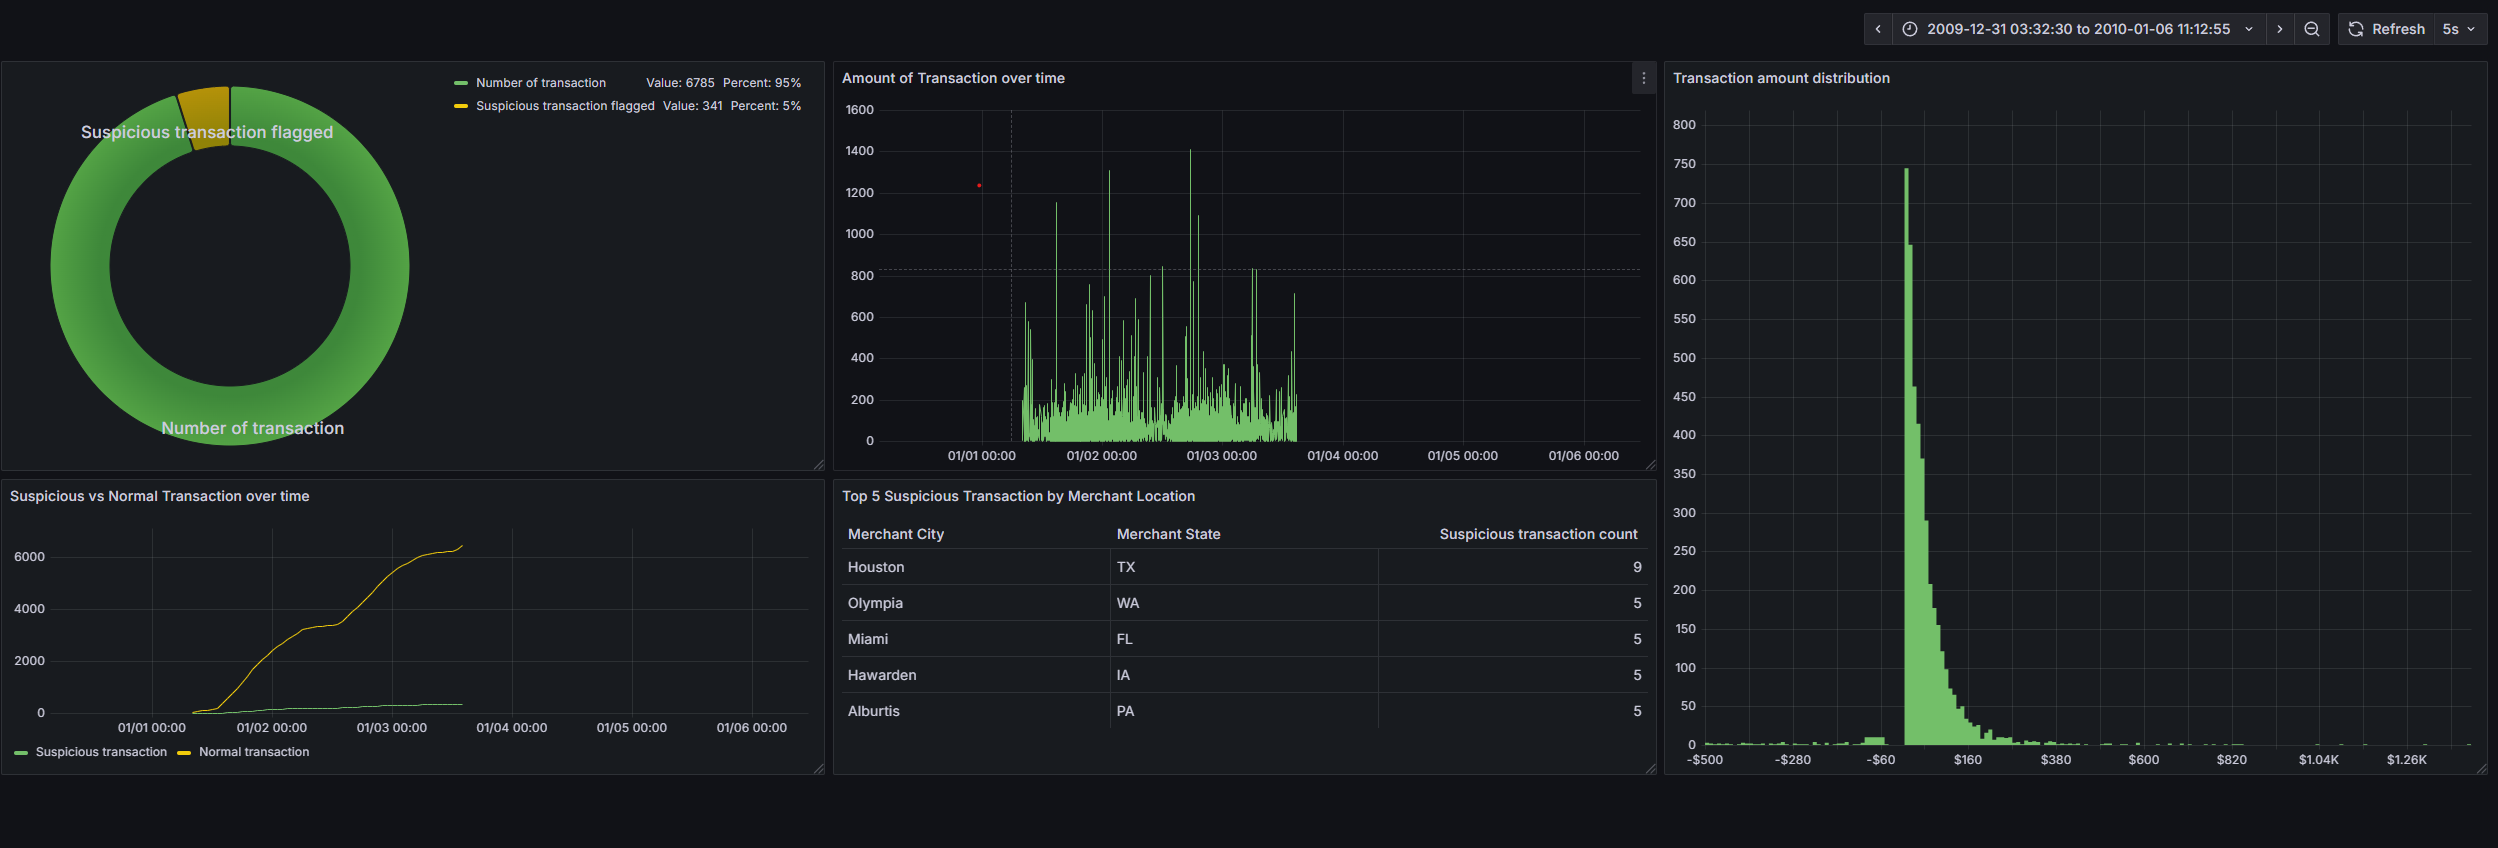 2009-12-31 03:32:30 to 2010-01-06 11:12:55
Refresh 5s
Number of transaction Value: 6785 Percent: 95%
Suspicious transaction flagged Value: 341 Percent: 5%
Suspicious transaction flagged
Number of transaction
Amount of Transaction over time
1600
1400
1200
1000
800
600
400
200
0
01/01 00:00 01/02 00:00 01/03 00:00 01/04 00:00 01/05 00:00 01/06 00:00
Transaction amount distribution
800
750
700
650
600
550
500
450
400
350
300
250
200
150
100
50
0
-$500 -$280 -$60 $160 $380 $600 $820 $1.04K $1.26K
Suspicious vs Normal Transaction over time
6000
4000
2000
0
01/01 00:00 01/02 00:00 01/03 00:00 01/04 00:00 01/05 00:00 01/06 00:00
Suspicious transaction Normal transaction
Top 5 Suspicious Transaction by Merchant Location
Merchant City Merchant State Suspicious transaction count
Houston TX 9
Olympia WA 5
Miami FL 5
Hawarden IA 5
Alburtis PA 5